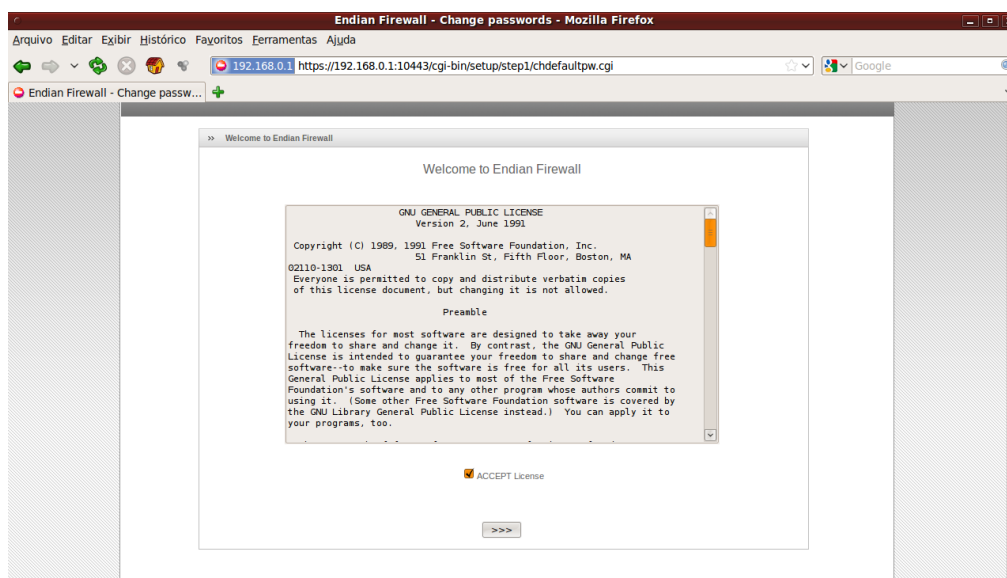 Endian Firewall - Change passwords - Mozilla Firefox
Arquivo Editar Exibir Histórico Favoritos Ferramentas Ajuda
192.168.0.1 https://192.168.0.1:10443/cgi-bin/setup/step1/chdefaultpw.cgi
Google
Endian Firewall - Change passw...
>> Welcome to Endian Firewall
Welcome to Endian Firewall
GNU GENERAL PUBLIC LICENSE
Version 2, June 1991
Copyright (C) 1989, 1991 Free Software Foundation, Inc.
51 Franklin St, Fifth Floor, Boston, MA
02110-1301 USA
Everyone is permitted to copy and distribute verbatim copies
of this license document, but changing it is not allowed.
Preamble
The licenses for most software are designed to take away your
freedom to share and change it. By contrast, the GNU General Public
License is intended to guarantee your freedom to share and change free
software--to make sure the software is free for all its users. This
General Public License applies to most of the Free Software
Foundation's software and to any other program whose authors commit to
using it. (Some other Free Software Foundation software is covered by
the GNU Library General Public License instead.) You can apply it to
your programs, too.
ACCEPT License
>>>